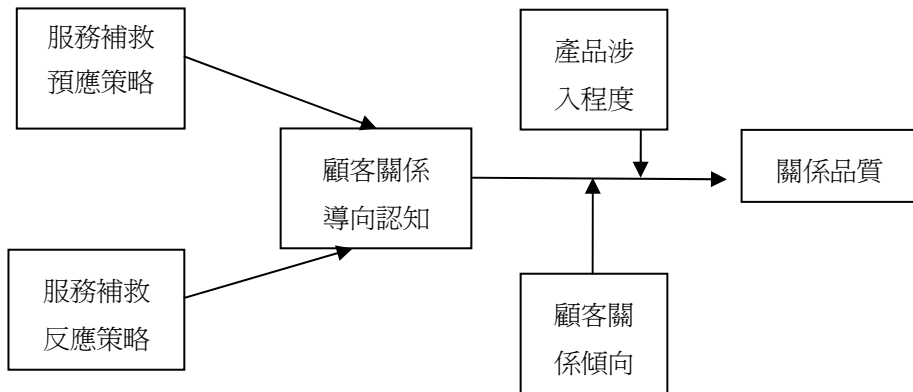 服務補救
預應策略
產品涉
入程度
顧客關係
導向認知
關係品質
服務補救
反應策略
顧客關
係傾向